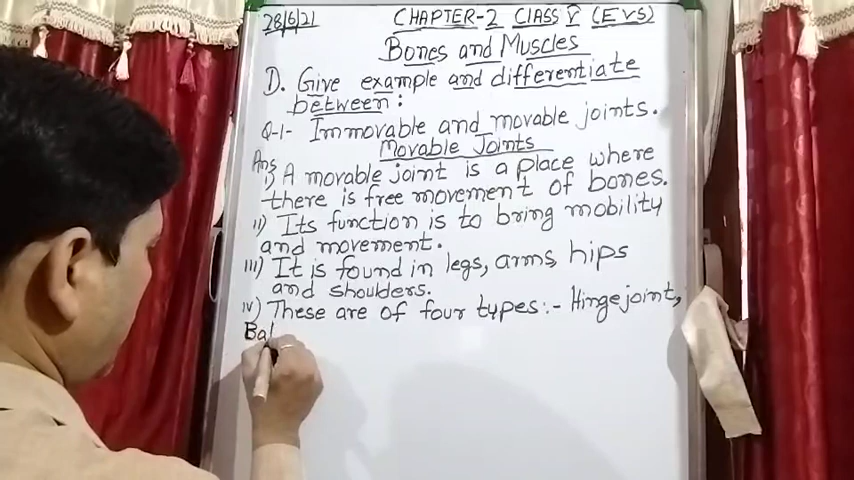 28/6/21 CHAPTER-2 CLASS V (EVS)
Bones and Muscles
D. Give example and differentiate
between :
Q-1- Immovable and movable joints.
Movable Joints
Ans
i) A movable joint is a place where
there is free movement of bones.
ii) Its function is to bring mobility
and movement.
iii) It is found in legs, arms, hips
and shoulders.
iv) These are of four types:- Hinge joint,
Bal